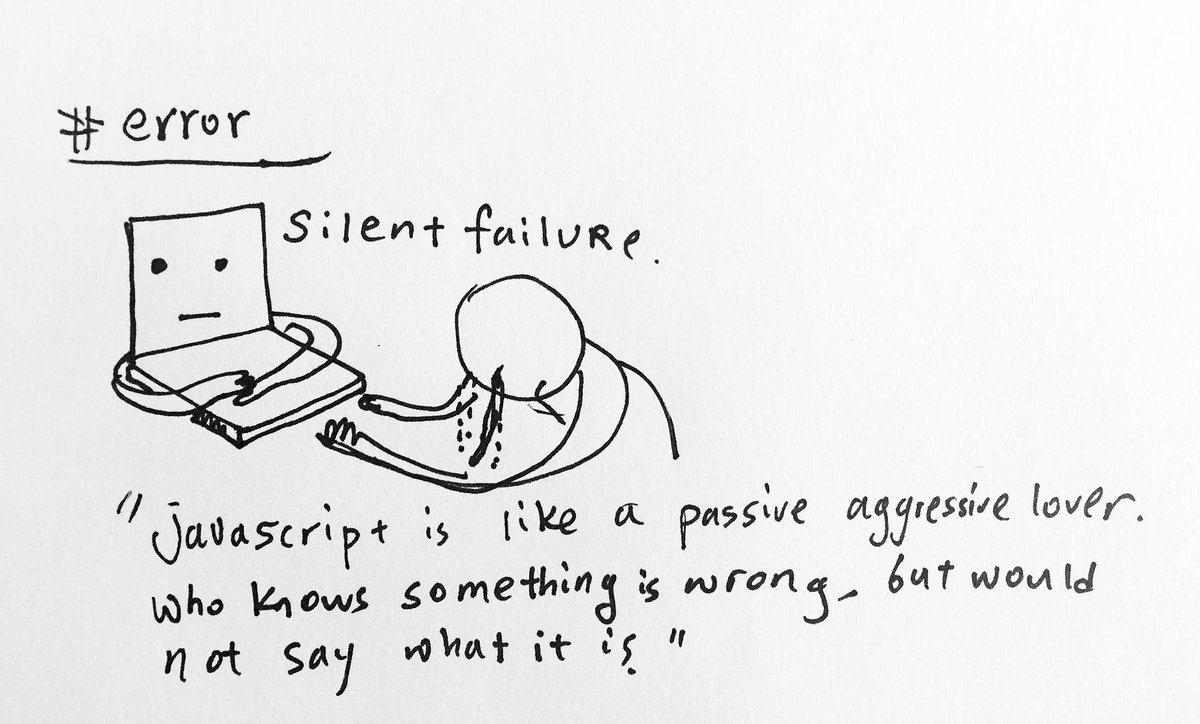 # error
Silent failURe.
"javascript is like a passive aggressive lover.
who knows something is wrong, but would
not say what it is"